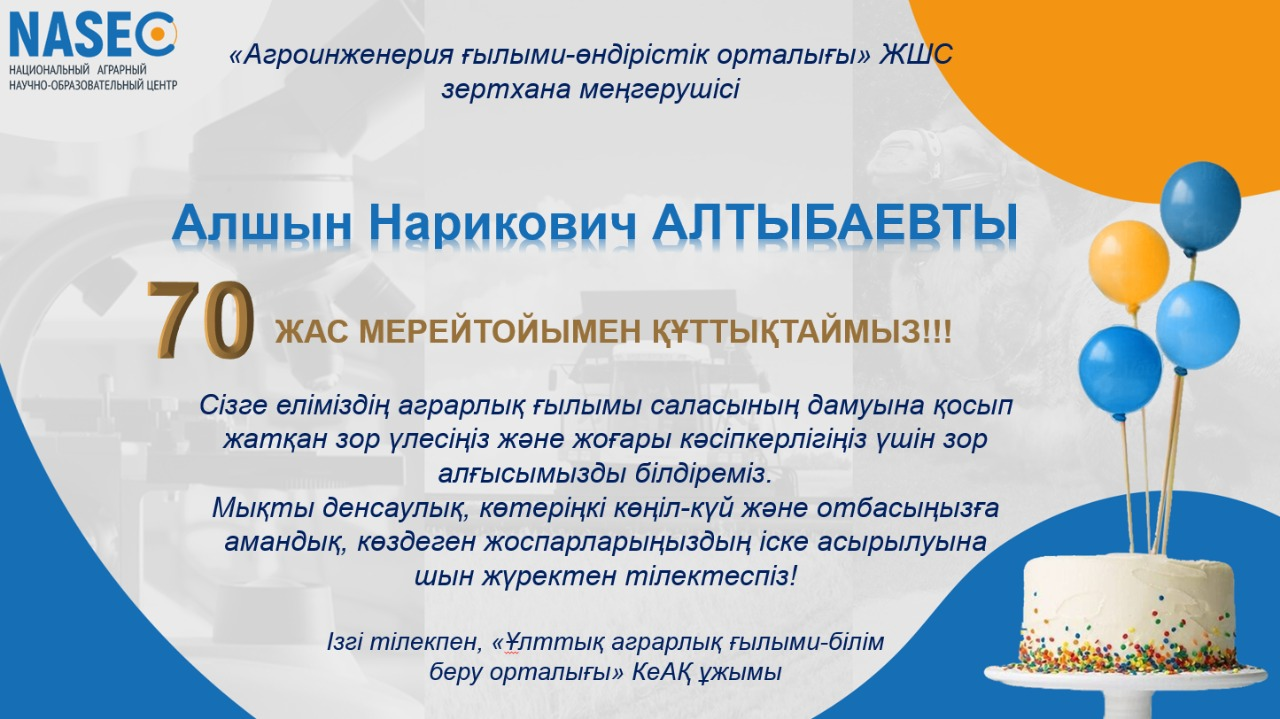 NASEC
НАЦИОНАЛЬНЫЙ АГРАРНЫЙ
НАУЧНО-ОБРАЗОВАТЕЛЬНЫЙ ЦЕНТР
«Агроинженерия ғылыми-өндірістік орталығы» ЖШС
зертхана меңгерушісі
Алшын Нарикович АЛТЫБАЕВТЫ
70 ЖАС МЕРЕЙТОЙЫМЕН ҚҰТТЫҚТАЙМЫЗ!!!
Сізге еліміздің аграрлық ғылымы саласының дамуына қосып
жатқан зор үлесіңіз және жоғары кәсіпкерлігіңіз үшін зор
алғысымызды білдіреміз.
Мықты денсаулық, көтеріңкі көңіл-күй және отбасыңызға
амандық, көздеген жоспарларыңыздың іске асырылуына
шын жүректен тілектеспіз!
Ізгі тілекпен, «Ұлттық аграрлық ғылыми-білім
беру орталығы» КеАҚ ұжымы